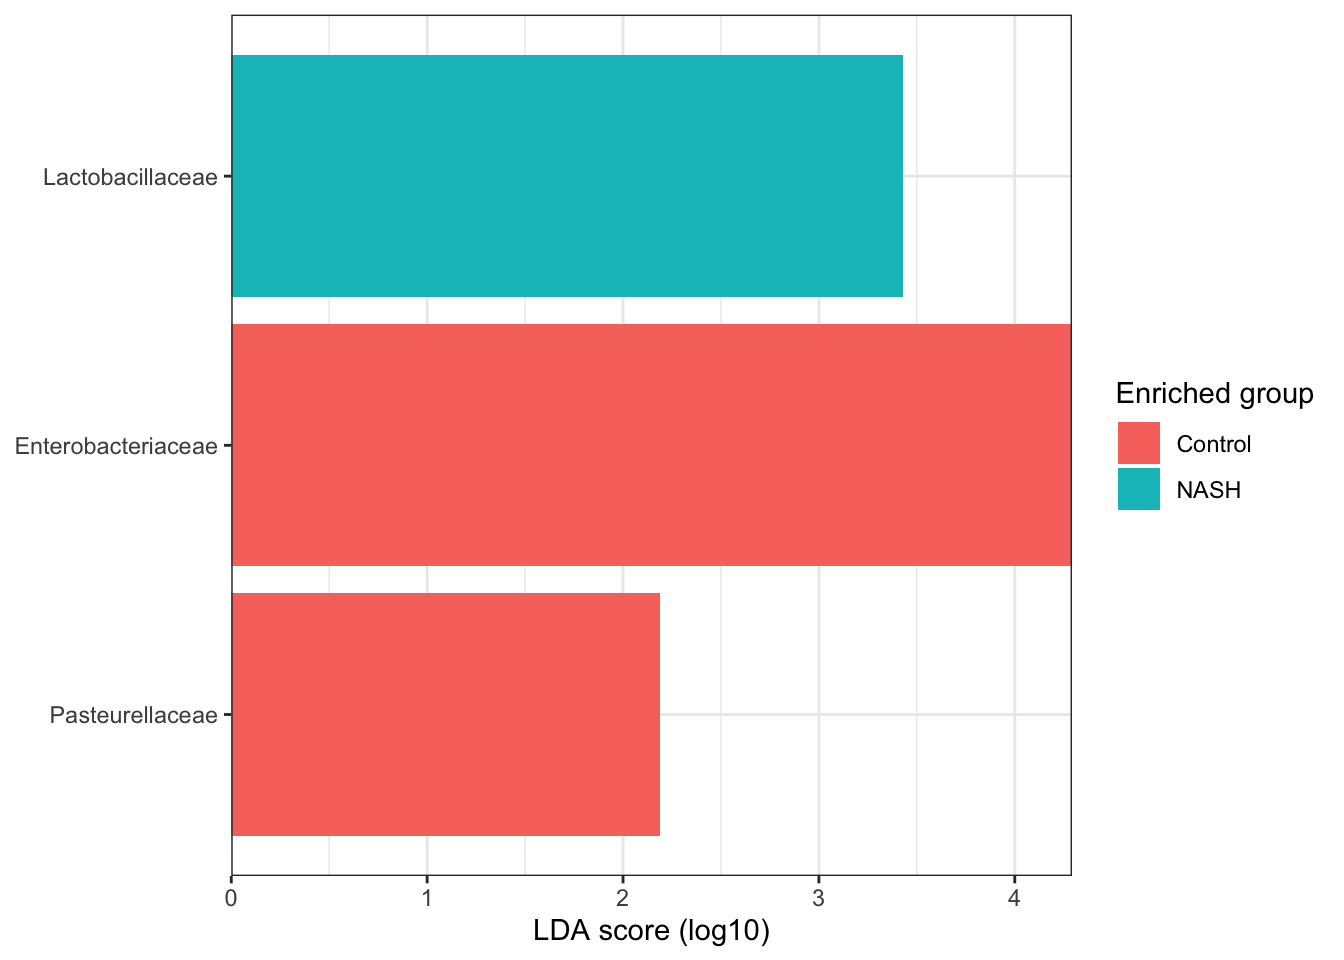 Lactobacillaceae
Enterobacteriaceae
Pasteurellaceae
0 1 2 3 4
LDA score (log10)
Enriched group
Control
NASH